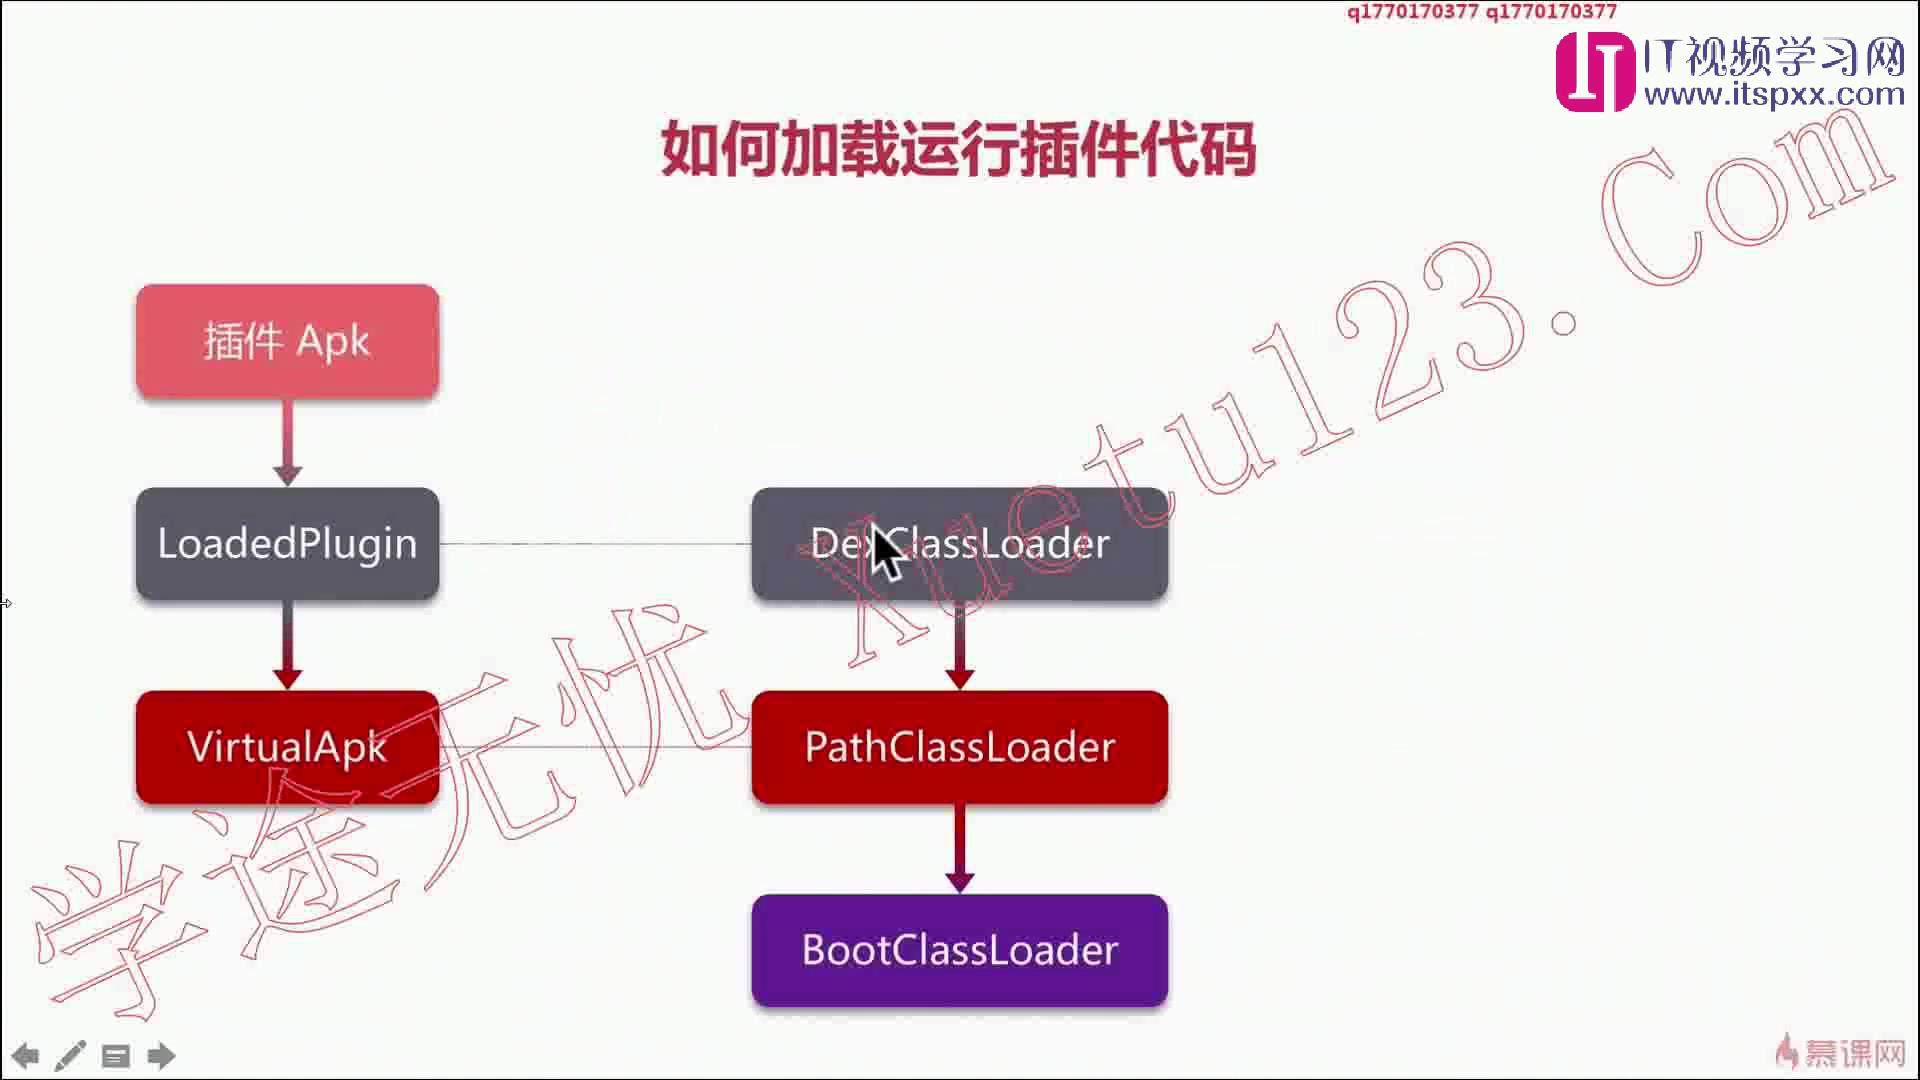 q1770170377 q1770170377
IT视频学习网
www.itspxx.com
如何加载运行插件代码
插件 Apk
LoadedPlugin
DexClassLoader
VirtualApk
PathClassLoader
BootClassLoader
学途无忧 Xuetu123.Com
慕课网